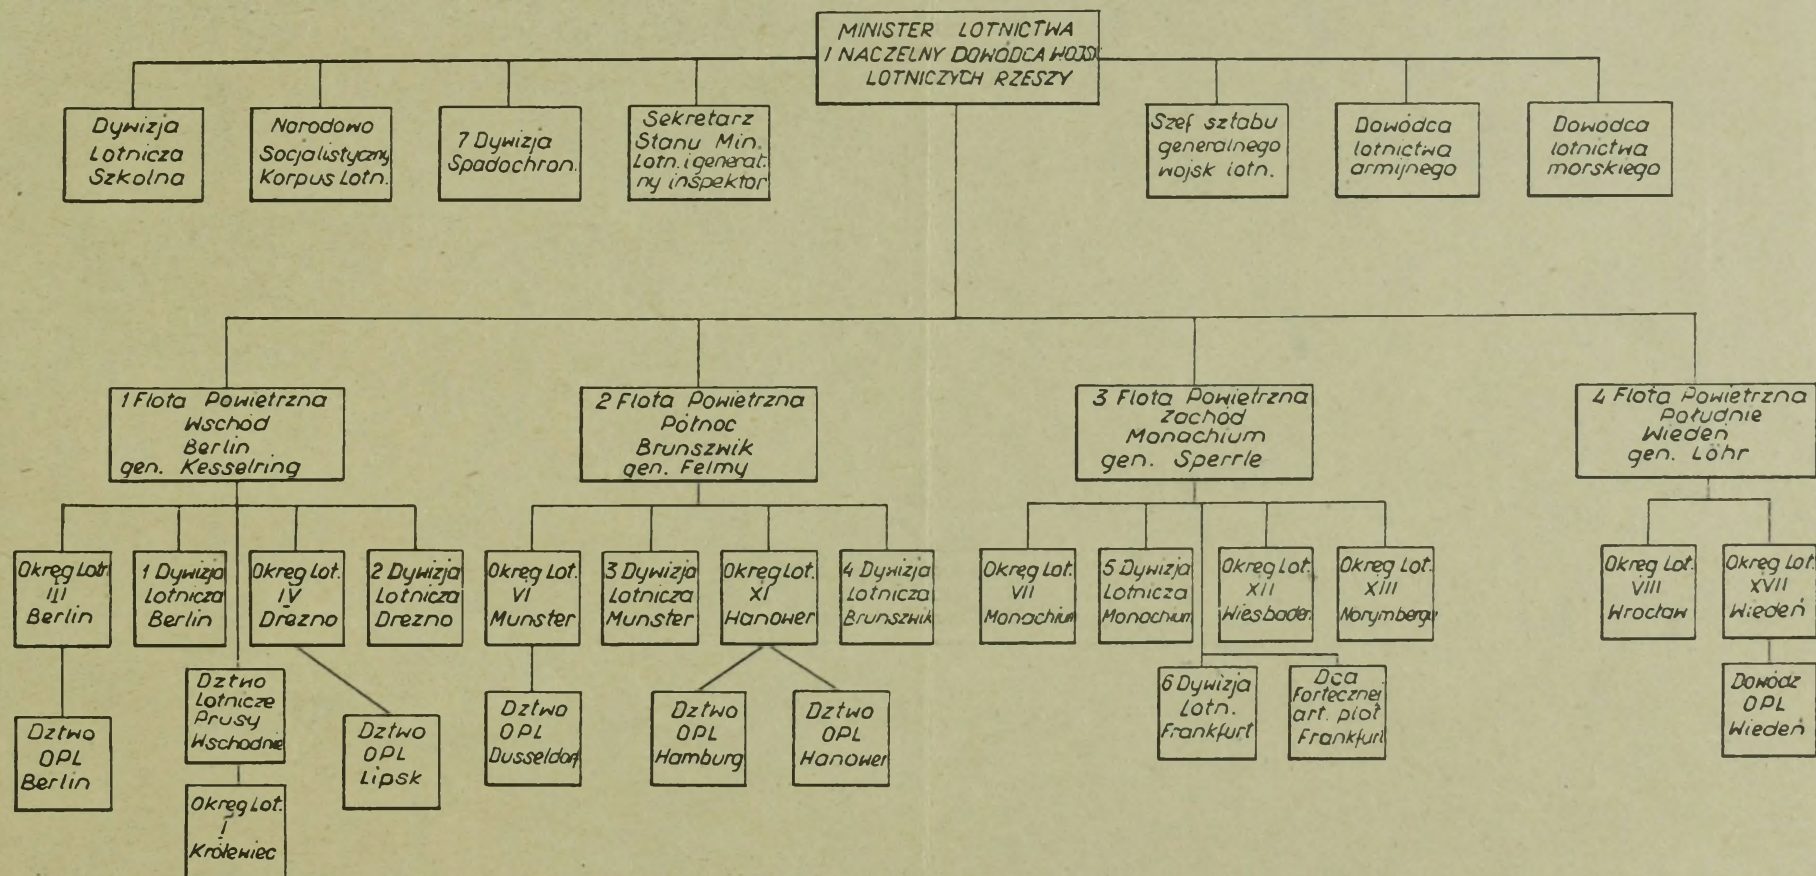 MINISTER LOTNICTWA
I NACZELNY DOWÓDCA WOJSK
LOTNICZYCH RZESZY
Dywizja
Lotnicza
Szkolna
Narodowo
Socjalistyczny
Korpus Lotn.
7 Dywizja
Spadochron.
Sekretarz
Stanu Min.
Lotn. i generat.
ny inspektor
Szef sztabu
generalnego
wojsk lotn.
Dowódca
lotnictwa
armijnego
Dowódca
lotnictwa
morskiego
1 Flota Powietrzna
Wschód
Berlin
gen. Kesselring
2 Flota Powietrzna
Północ
Brunszwik
gen. Felmy
3 Flota Powietrzna
Zachód
Monachium
gen. Sperrle
4 Flota Powietrzna
Południe
Wiedeń
gen. Löhr
Okręg Lotn
III
Berlin
1 Dywizja
Lotnicza
Berlin
Okręg Lot.
IV
Drezno
2 Dywizja
Lotnicza
Drezno
Okręg Lot.
VI
Munster
3 Dywizja
Lotnicza
Munster
Okręg Lot.
XI
Hanower
4 Dywizja
Lotnicza
Brunszwik
Okręg Lot.
VII
Monachium
5 Dywizja
Lotnicza
Monachium
Okręg Lot.
XII
Wiesbaden
Okręg Lot.
XIII
Norymberga
Okręg Lot.
VIII
Wrocław
Okręg Lot.
XVII
Wiedeń
Dztwo
OPL
Berlin
Dztwo
Lotnicze
Prusy
Wschodnie
Dztwo
OPL
Lipsk
Dztwo
OPL
Dusseldorf
Dztwo
OPL
Hamburg
Dztwo
OPL
Hanower
6 Dywizja
Lotn.
Frankfurt
Dca
Fortecznej
art. plot
Frankfurt
Dowódz
OPL
Wiedeń
Okręg Lot.
I
Królewiec